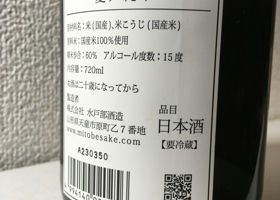 原材料名:米(国産)、米こうじ(国産米)
原料米:国産米100%使用
精米歩合:60% アルコール度数:15度
内容量:720ml
お酒は二十歳になってから
製造者
株式会社 水戸部酒造
山形県天童市原町乙7番地
www.mitobesake.com
A230350
品目
日本酒
【要冷蔵】